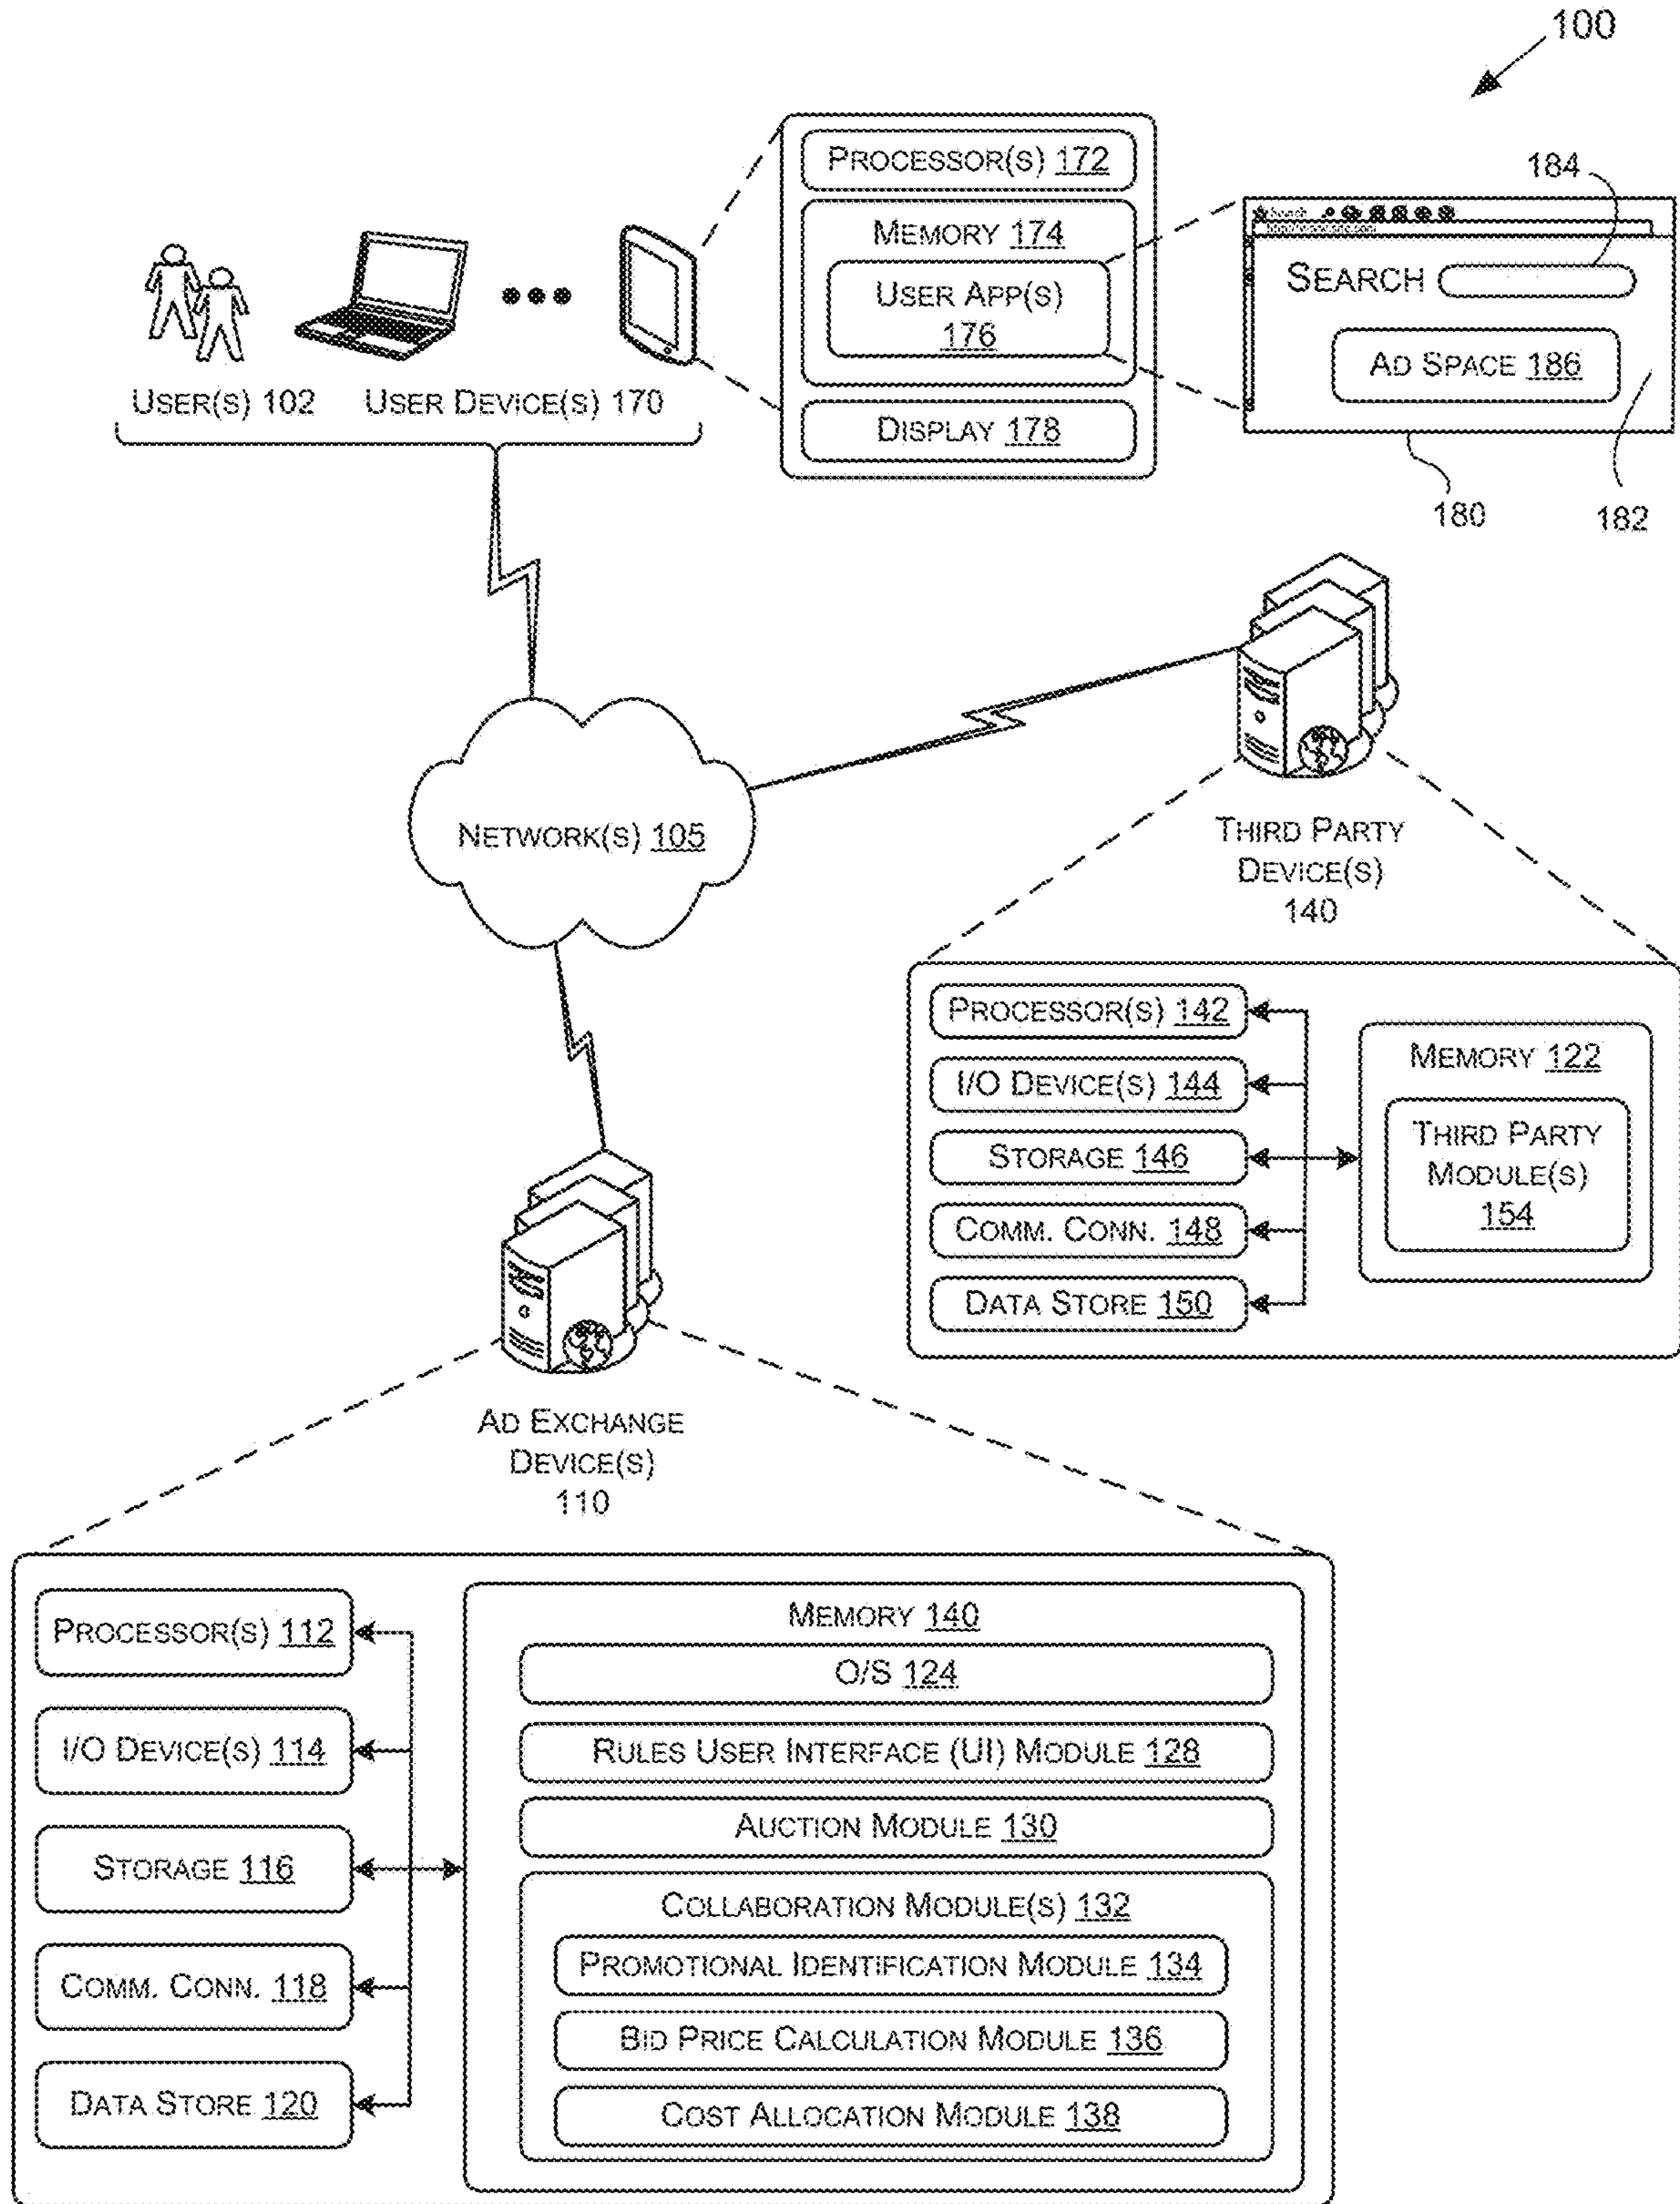 100
PROCESSOR(S) 172
MEMORY 174
USER APP(S)
176
DISPLAY 178
184
Search
SEARCH
AD SPACE 186
180
182
USER(S) 102
USER DEVICE(S) 170
NETWORK(S) 105
THIRD PARTY
DEVICE(S)
140
PROCESSOR(S) 142
I/O DEVICE(S) 144
STORAGE 146
COMM. CONN. 148
DATA STORE 150
MEMORY 122
THIRD PARTY
MODULE(S)
154
AD EXCHANGE
DEVICE(S)
110
PROCESSOR(S) 112
I/O DEVICE(S) 114
STORAGE 116
COMM. CONN. 118
DATA STORE 120
MEMORY 140
O/S 124
RULES USER INTERFACE (UI) MODULE 128
AUCTION MODULE 130
COLLABORATION MODULE(S) 132
PROMOTIONAL IDENTIFICATION MODULE 134
BID PRICE CALCULATION MODULE 136
COST ALLOCATION MODULE 138